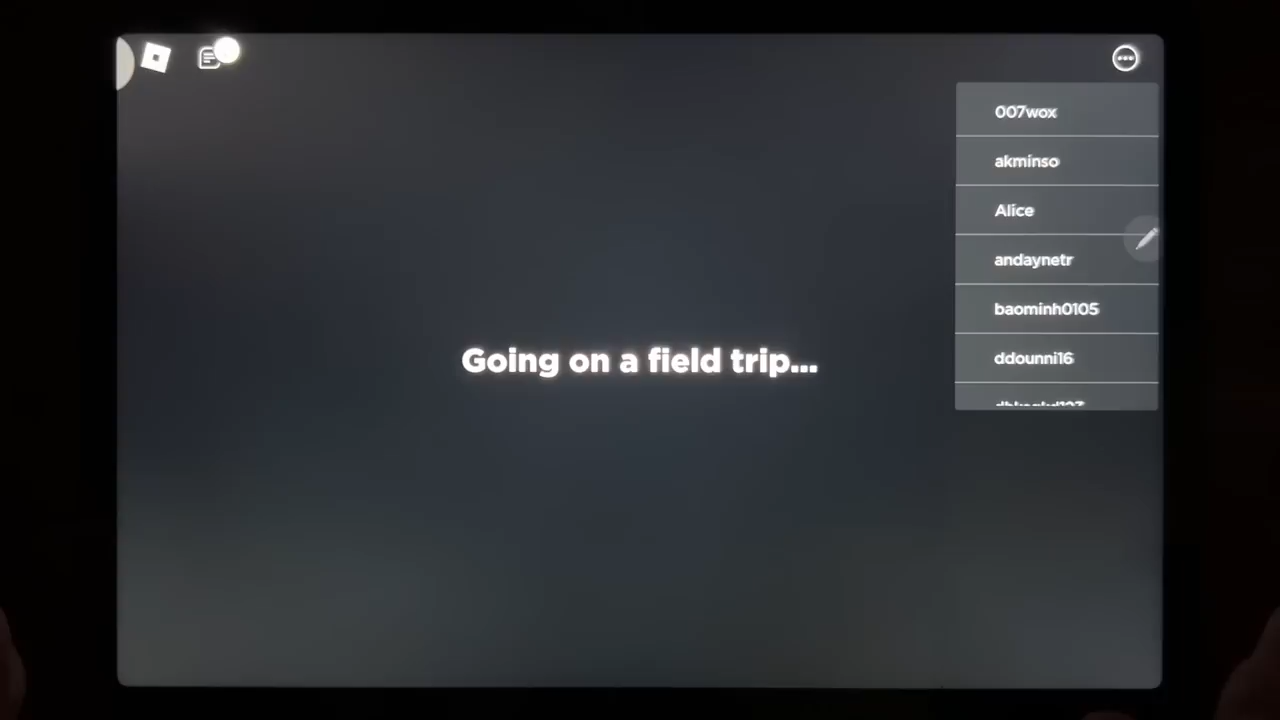 007wox
akminso
Alice
andaynetr
baominh0105
ddounni16
Going on a field trip...